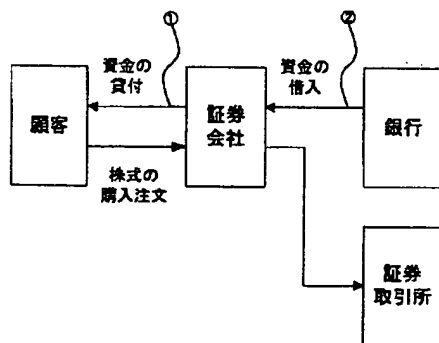 ①
②
資金の
貸付
資金の
借入
顧客
証券
会社
銀行
株式の
購入注文
証券
取引所